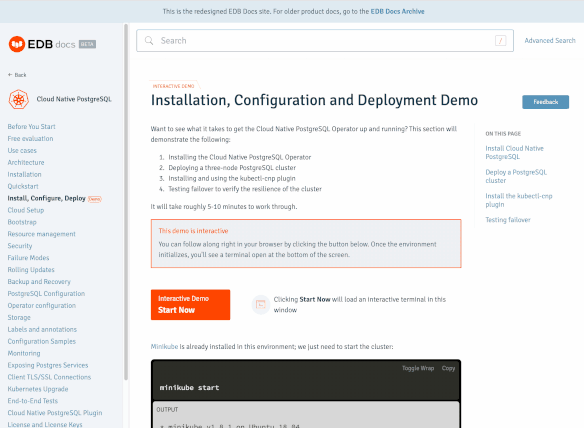 This is the redesigned EDB Docs site. For older product docs, go to the EDB Docs Archive
EDB docs BETA
Search
/
Advanced Search
← Back
Cloud Native PostgreSQL
Before You Start
Free evaluation
Use cases
Architecture
Installation
Quickstart
Install, Configure, Deploy Demo
Cloud Setup
Bootstrap
Resource management
Security
Failure Modes
Rolling Updates
Backup and Recovery
PostgreSQL Configuration
Operator configuration
Storage
Labels and annotations
Configuration Samples
Monitoring
Exposing Postgres Services
Client TLS/SSL Connections
Kubernetes Upgrade
End-to-End Tests
Cloud Native PostgreSQL Plugin
License and License Keys
INTERACTIVE DEMO
Installation, Configuration and Deployment Demo
Feedback
Want to see what it takes to get the Cloud Native PostgreSQL Operator up and running? This section will
demonstrate the following:
1. Installing the Cloud Native PostgreSQL Operator
2. Deploying a three-node PostgreSQL cluster
3. Installing and using the kubectl-cnp plugin
4. Testing failover to verify the resilience of the cluster
It will take roughly 5-10 minutes to work through.
This demo is interactive
You can follow along right in your browser by clicking the button below. Once the environment
initializes, you'll see a terminal open at the bottom of the screen.
Interactive Demo
Start Now
Clicking Start Now will load an interactive terminal in this
window
Minikube is already installed in this environment; we just need to start the cluster:
Toggle Wrap Copy
minikube start
OUTPUT
* minikube v1.8.1 on Ubuntu 18.04
ON THIS PAGE
Install Cloud Native
PostgreSQL
Deploy a PostgreSQL
cluster
Install the kubectl-cnp
plugin
Testing failover